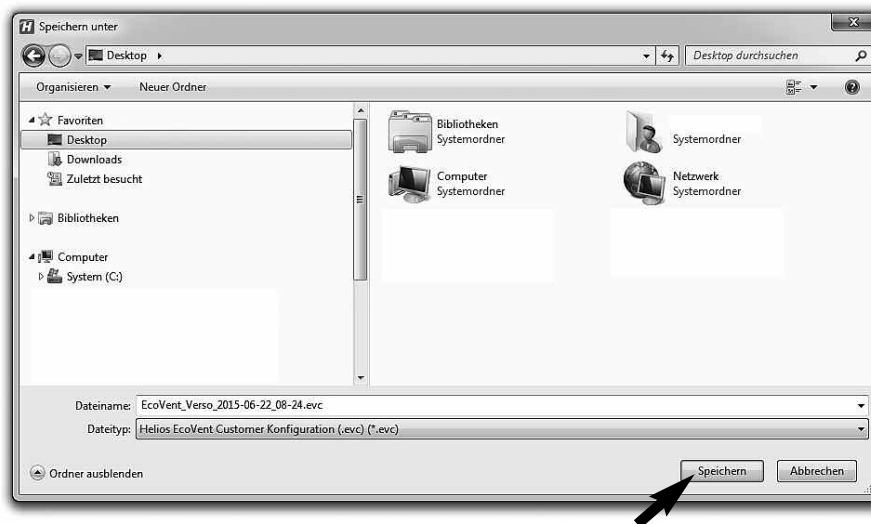 Speichern unter
Desktop
Desktop durchsuchen
Organisieren
Neuer Ordner
Favoriten
Desktop
Downloads
Zuletzt besucht
Bibliotheken
Computer
System (C:)
Bibliotheken
Systemordner
Systemordner
Computer
Systemordner
Netzwerk
Systemordner
Dateiname: EcoVent_Verso_2015-06-22_08-24.evc
Dateityp: Helios EcoVent Customer Konfiguration (.evc) (*.evc)
Ordner ausblenden
Speichern
Abbrechen